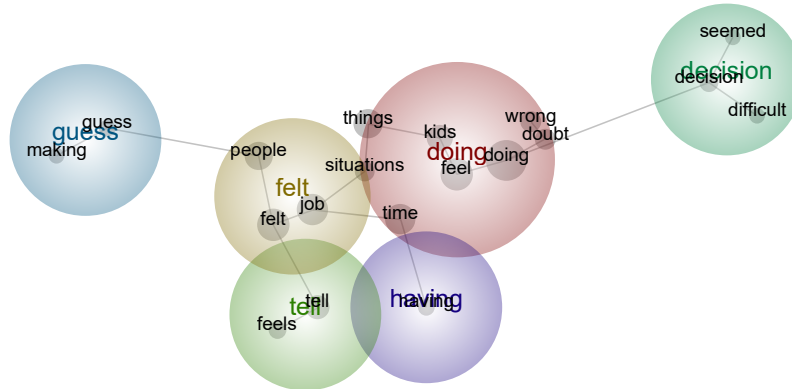 seemed
decision
decision
difficult
things
wrong
kids
doubt
guess
guess
making
people
situations
doing
doing
feel
felt
job
felt
time
tell
tell
feels
having
having